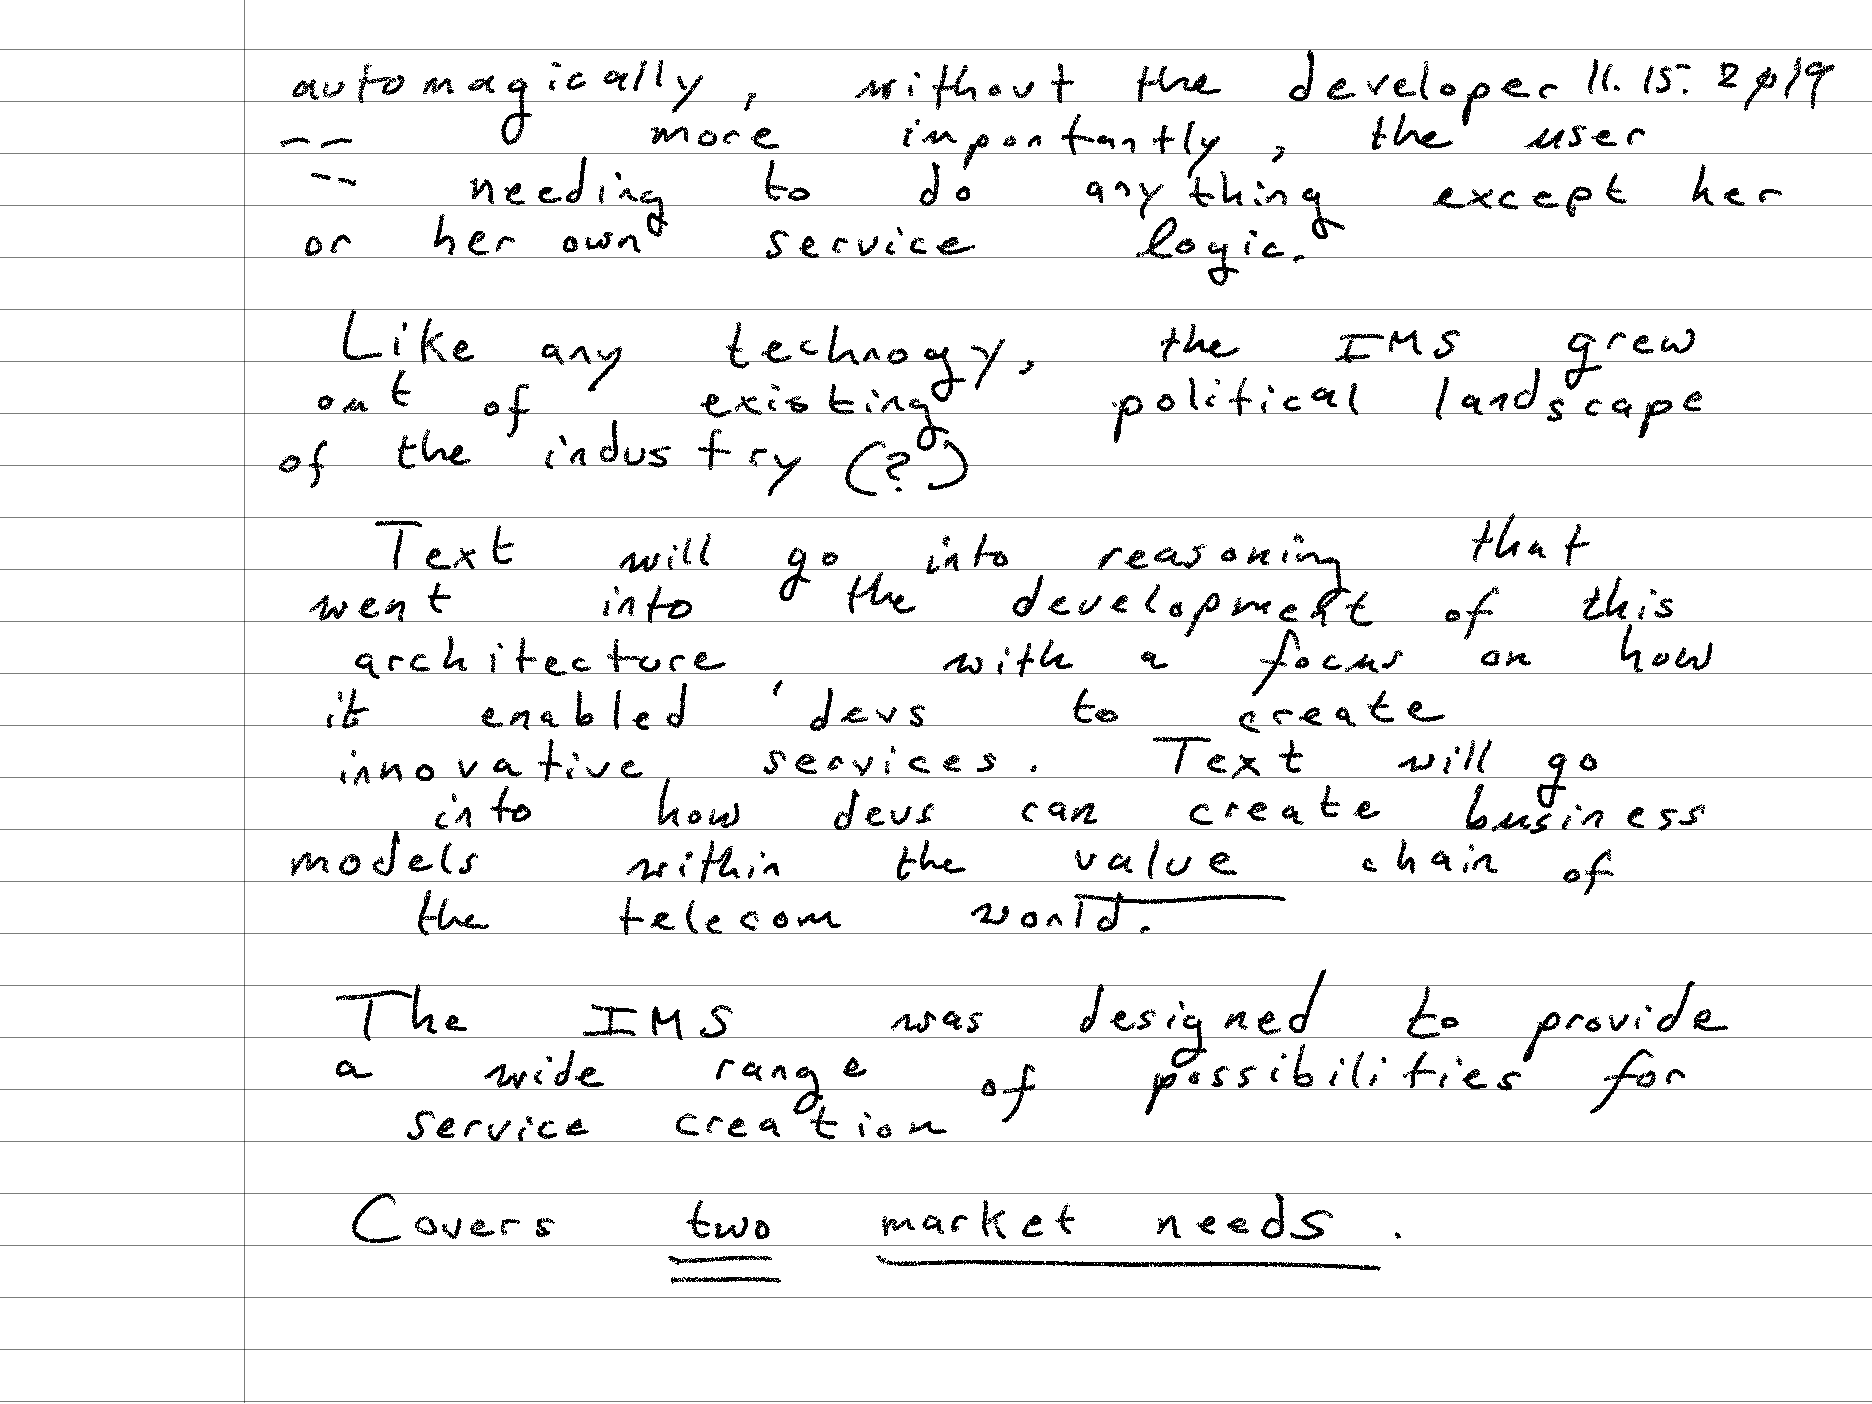 automagically, without the developer 11.15.2019
-- more importantly, the user
-- needing to do anything except her
or her own service logic.
Like any technogy, the IMS grew
out of existing political landscape
of the industry (?)
Text will go into reasoning that
went into the development of this
architecture, with a focus on how
it enabled devs to create
innovative services. Text will go
into how devs can create business
models within the value chain of
the telecom world.
The IMS was designed to provide
a wide range of possibilities for
service creation
Covers two market needs.